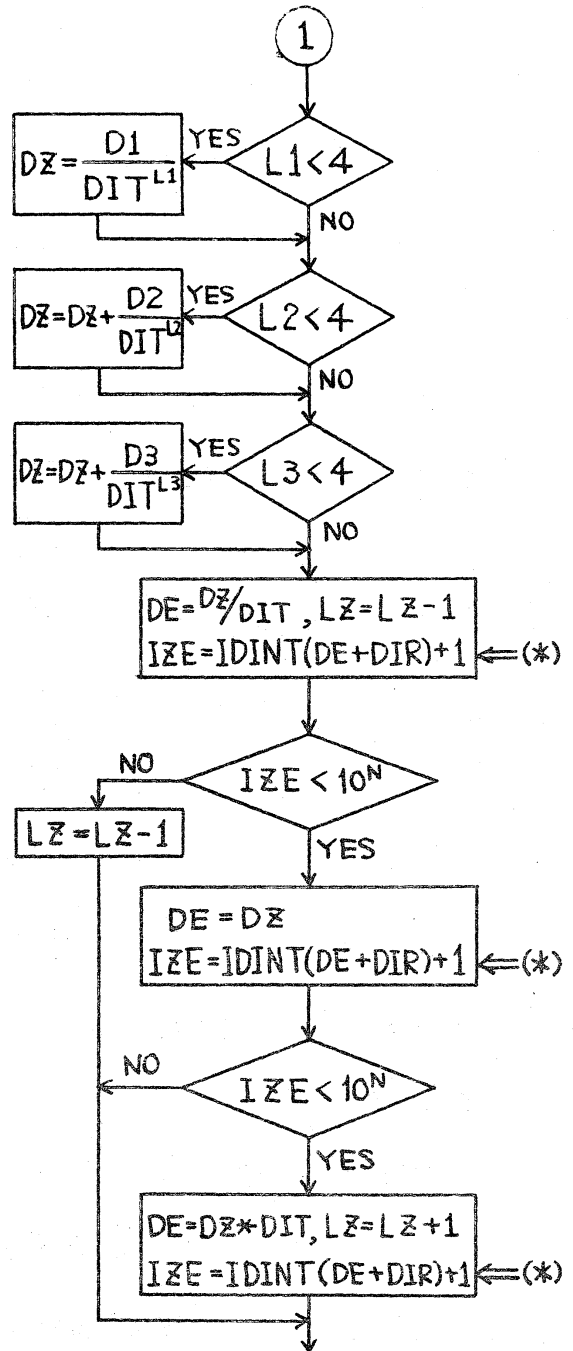 1
L1<4
YES
DZ=D1/DIT^L1
NO
L2<4
YES
DZ=DZ+D2/DIT^L2
NO
L3<4
YES
DZ=DZ+D3/DIT^L3
NO
DE=DZ/DIT, LZ=LZ-1
IZE=IDINT(DE+DIR)+1 ⇐(*)
IZE<10^N
NO
LZ=LZ-1
YES
DE=DZ
IZE=IDINT(DE+DIR)+1 ⇐(*)
IZE<10^N
NO
YES
DE=DZ*DIT, LZ=LZ+1
IZE=IDINT(DE+DIR)+1 ⇐(*)